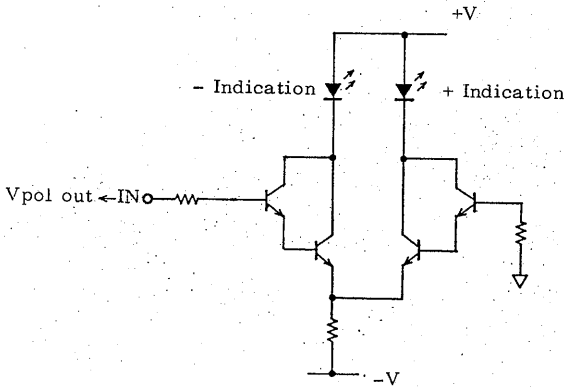 +V
- Indication
+ Indication
Vpol out ←IN
-V